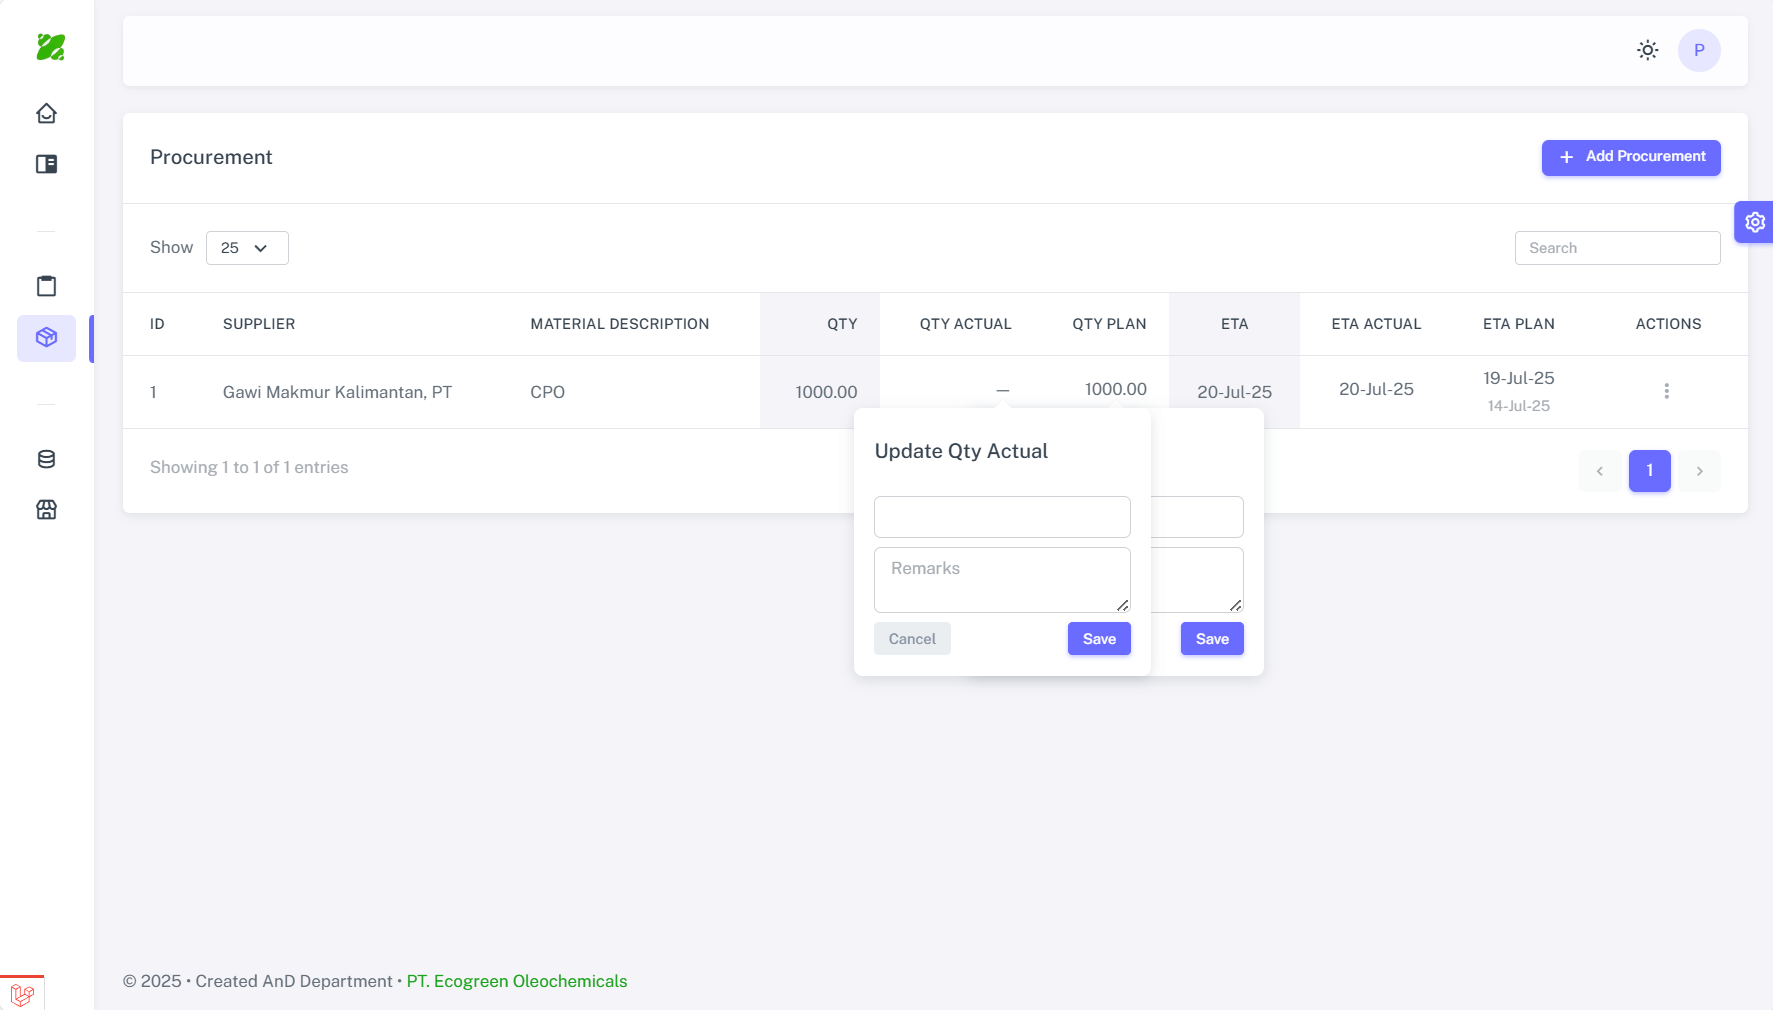 P
Procurement
Add Procurement
Show 25
Search
ID SUPPLIER MATERIAL DESCRIPTION QTY QTY ACTUAL QTY PLAN ETA ETA ACTUAL ETA PLAN ACTIONS
1 Gawi Makmur Kalimantan, PT CPO 1000.00 — 1000.00 20-Jul-25 20-Jul-25 19-Jul-25
14-Jul-25
Update Qty Actual
Showing 1 to 1 of 1 entries
‹ 1 ›
Remarks
Cancel Save Save
© 2025 • Created AnD Department • PT. Ecogreen Oleochemicals